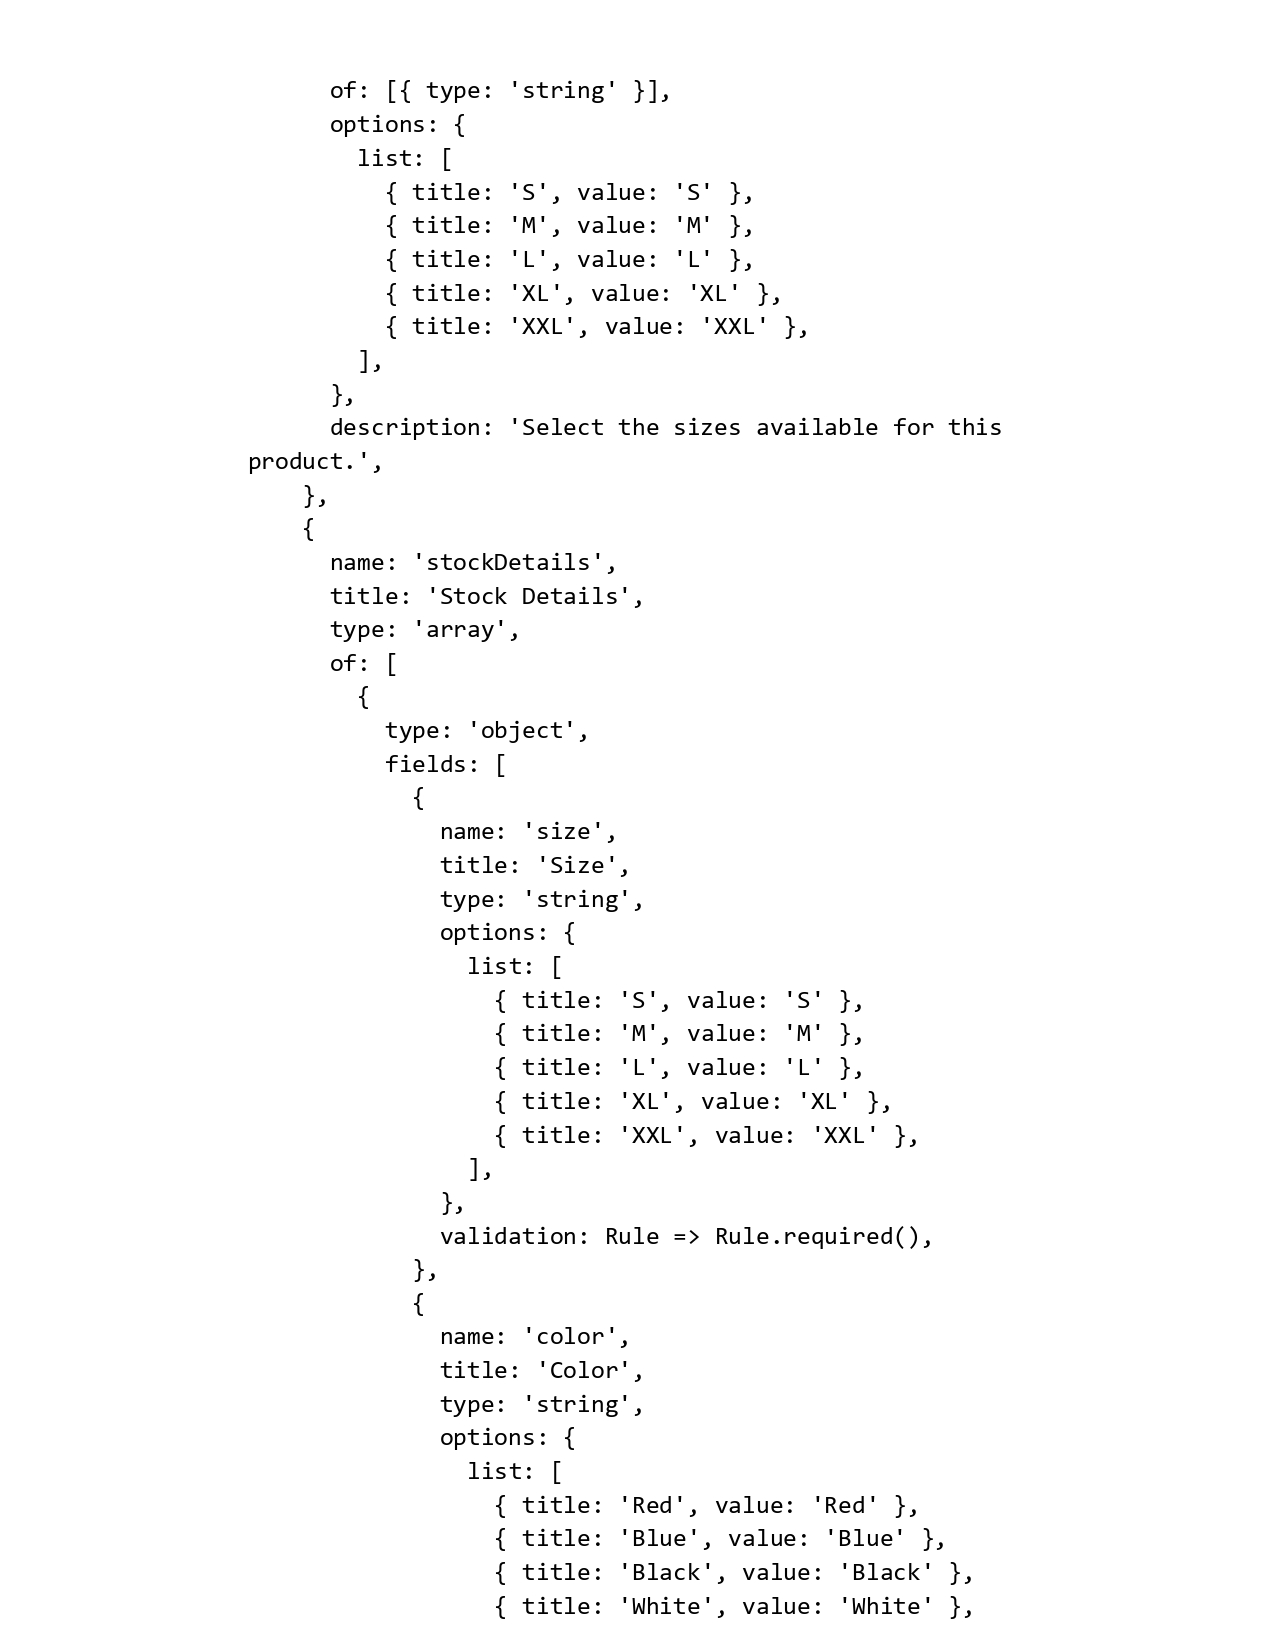 of: [{ type: 'string' }],
      options: {
        list: [
          { title: 'S', value: 'S' },
          { title: 'M', value: 'M' },
          { title: 'L', value: 'L' },
          { title: 'XL', value: 'XL' },
          { title: 'XXL', value: 'XXL' },
        ],
      },
      description: 'Select the sizes available for this
product.',
    },
    {
      name: 'stockDetails',
      title: 'Stock Details',
      type: 'array',
      of: [
        {
          type: 'object',
          fields: [
            {
              name: 'size',
              title: 'Size',
              type: 'string',
              options: {
                list: [
                  { title: 'S', value: 'S' },
                  { title: 'M', value: 'M' },
                  { title: 'L', value: 'L' },
                  { title: 'XL', value: 'XL' },
                  { title: 'XXL', value: 'XXL' },
                ],
              },
              validation: Rule => Rule.required(),
            },
            {
              name: 'color',
              title: 'Color',
              type: 'string',
              options: {
                list: [
                  { title: 'Red', value: 'Red' },
                  { title: 'Blue', value: 'Blue' },
                  { title: 'Black', value: 'Black' },
                  { title: 'White', value: 'White' },